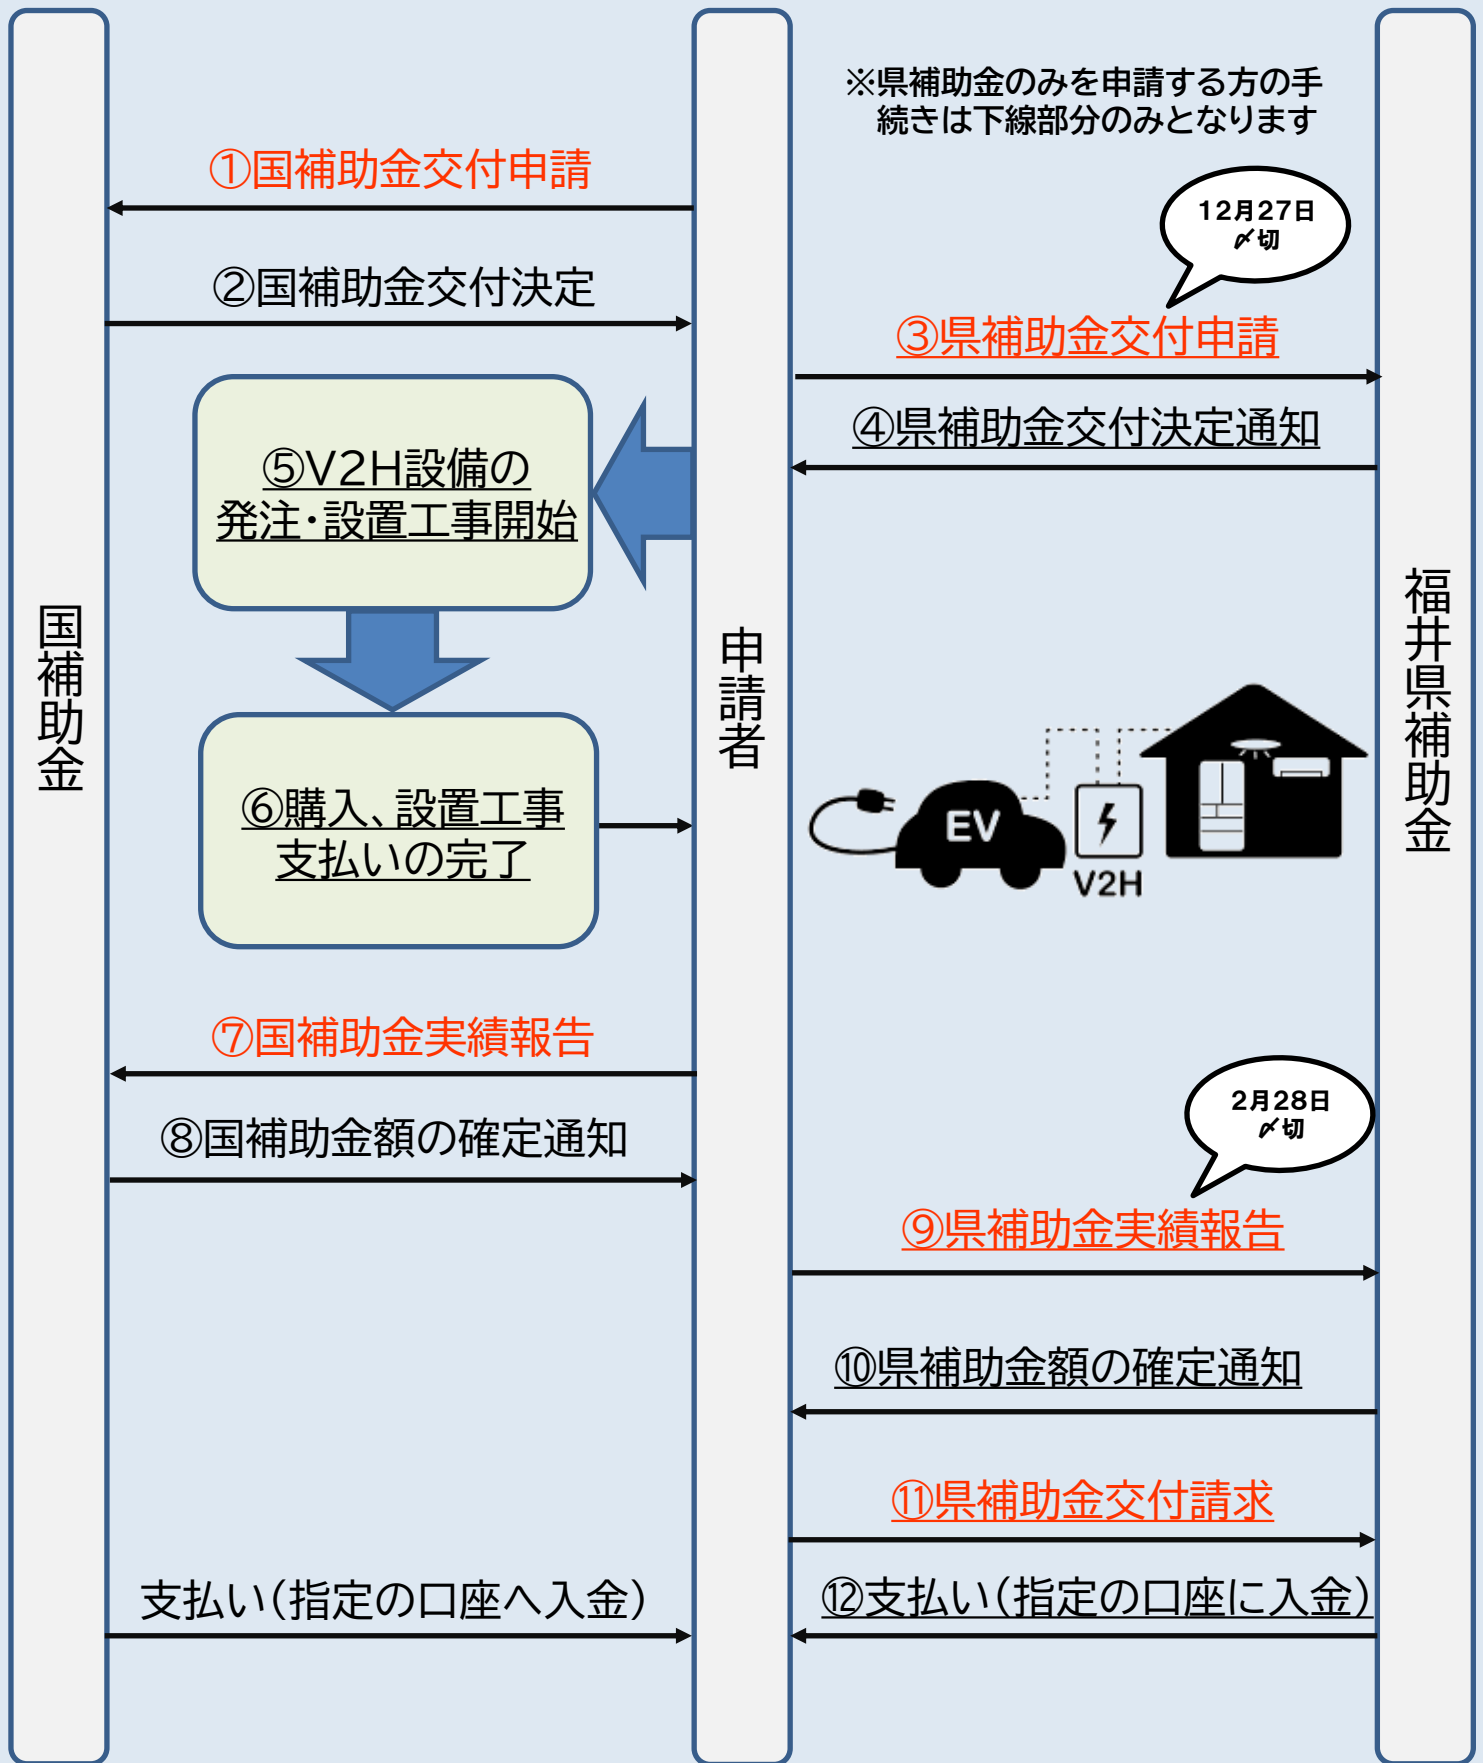 ※県補助金のみを申請する方の手
続きは下線部分のみとなります
①国補助金交付申請
12月27日
〆切
②国補助金交付決定
③県補助金交付申請
④県補助金交付決定通知
⑤V2H設備の
発注・設置工事開始
国補助金
申請者
福井県補助金
⑥購入、設置工事
支払いの完了
EV
V2H
⑦国補助金実績報告
2月28日
〆切
⑧国補助金額の確定通知
⑨県補助金実績報告
⑩県補助金額の確定通知
⑪県補助金交付請求
支払い（指定の口座へ入金）
⑫支払い（指定の口座に入金）